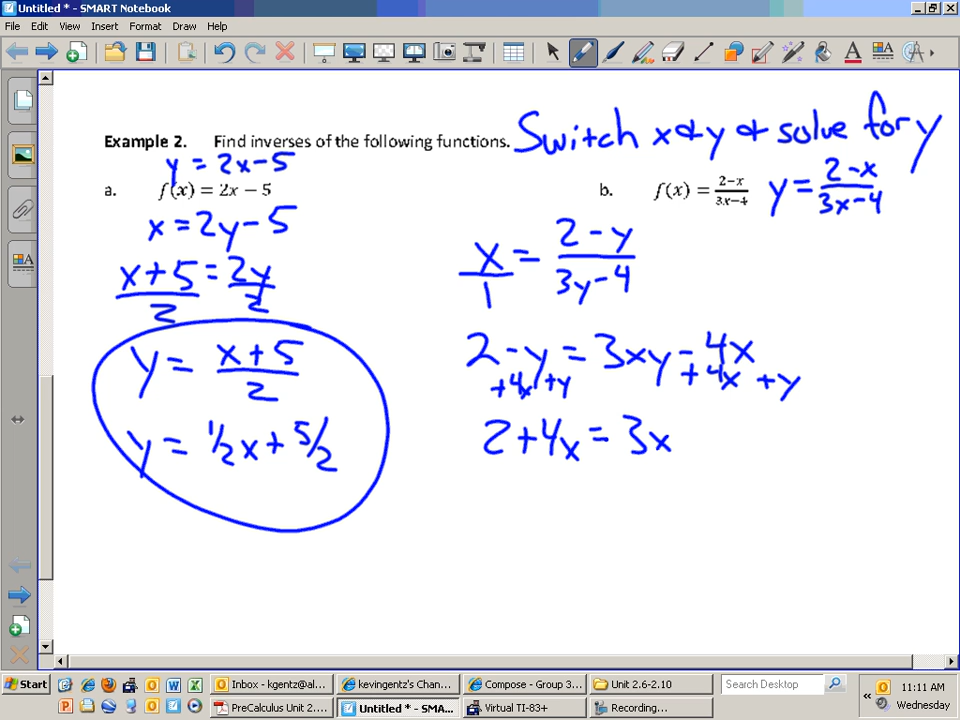 Untitled * - SMART Notebook
File Edit View Insert Format Draw Help
Switch x & y & solve for y
Example 2. Find inverses of the following functions.
y = 2x - 5
a. f(x) = 2x - 5
b. f(x) = (2-x)/(3x-4) y = (2-x)/(3x-4)
x = 2y - 5
x/1 = (2-y)/(3y-4)
(x+5)/2 = 2y/2
y = (x+5)/2
2 - y = 3xy - 4x
+4x +y +4x +y
y = 1/2 x + 5/2
2 + 4x = 3x
Start
Inbox - kgentz@al...
kevingentz's Chan...
Compose - Group 3...
Unit 2.6-2.10
Search Desktop
11:11 AM
PreCalculus Unit 2....
Untitled * - SMA...
Virtual TI-83+
Recording...
Wednesday